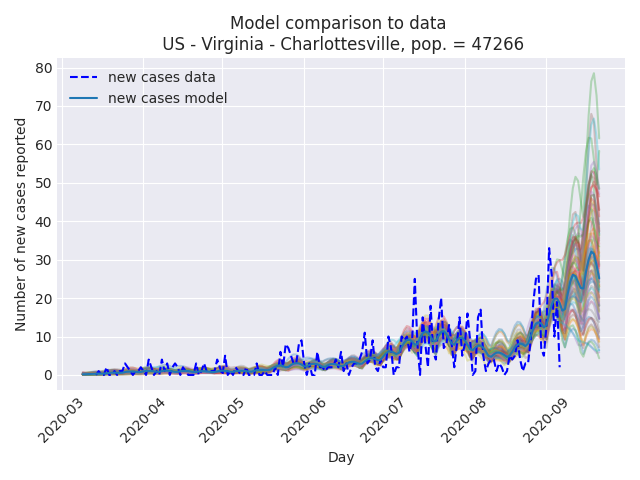 Model comparison to data
US - Virginia - Charlottesville, pop. = 47266
new cases data
new cases model
Number of new cases reported
80
70
60
50
40
30
20
10
0
2020-03
2020-04
2020-05
2020-06
2020-07
2020-08
2020-09
Day